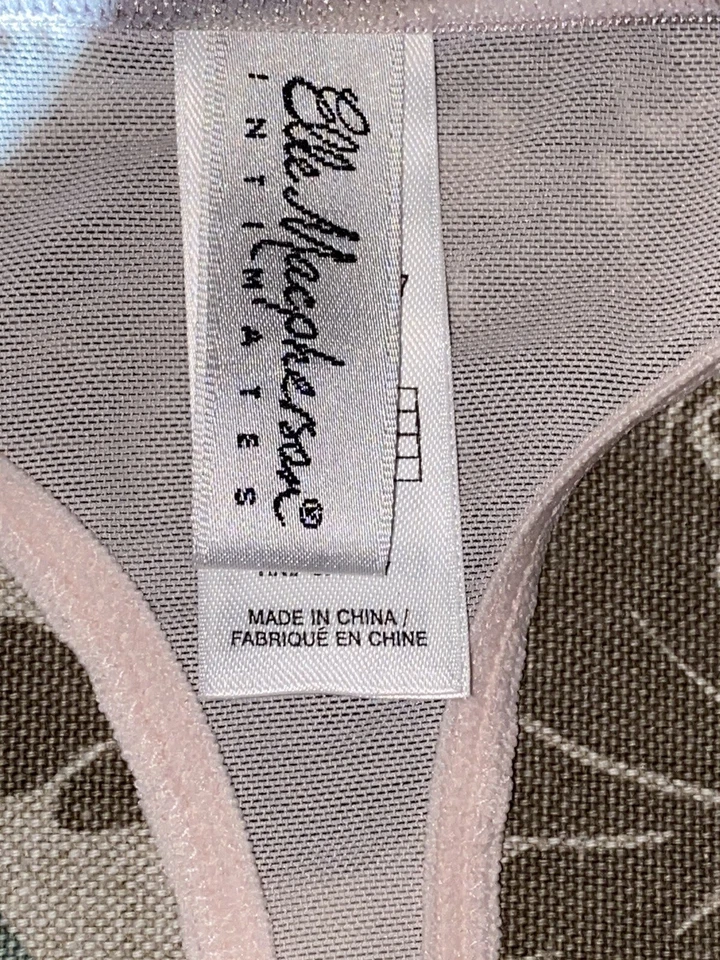 Elle Macpherson®
INTIMATES
MADE IN CHINA /
FABRIQUÉ EN CHINE